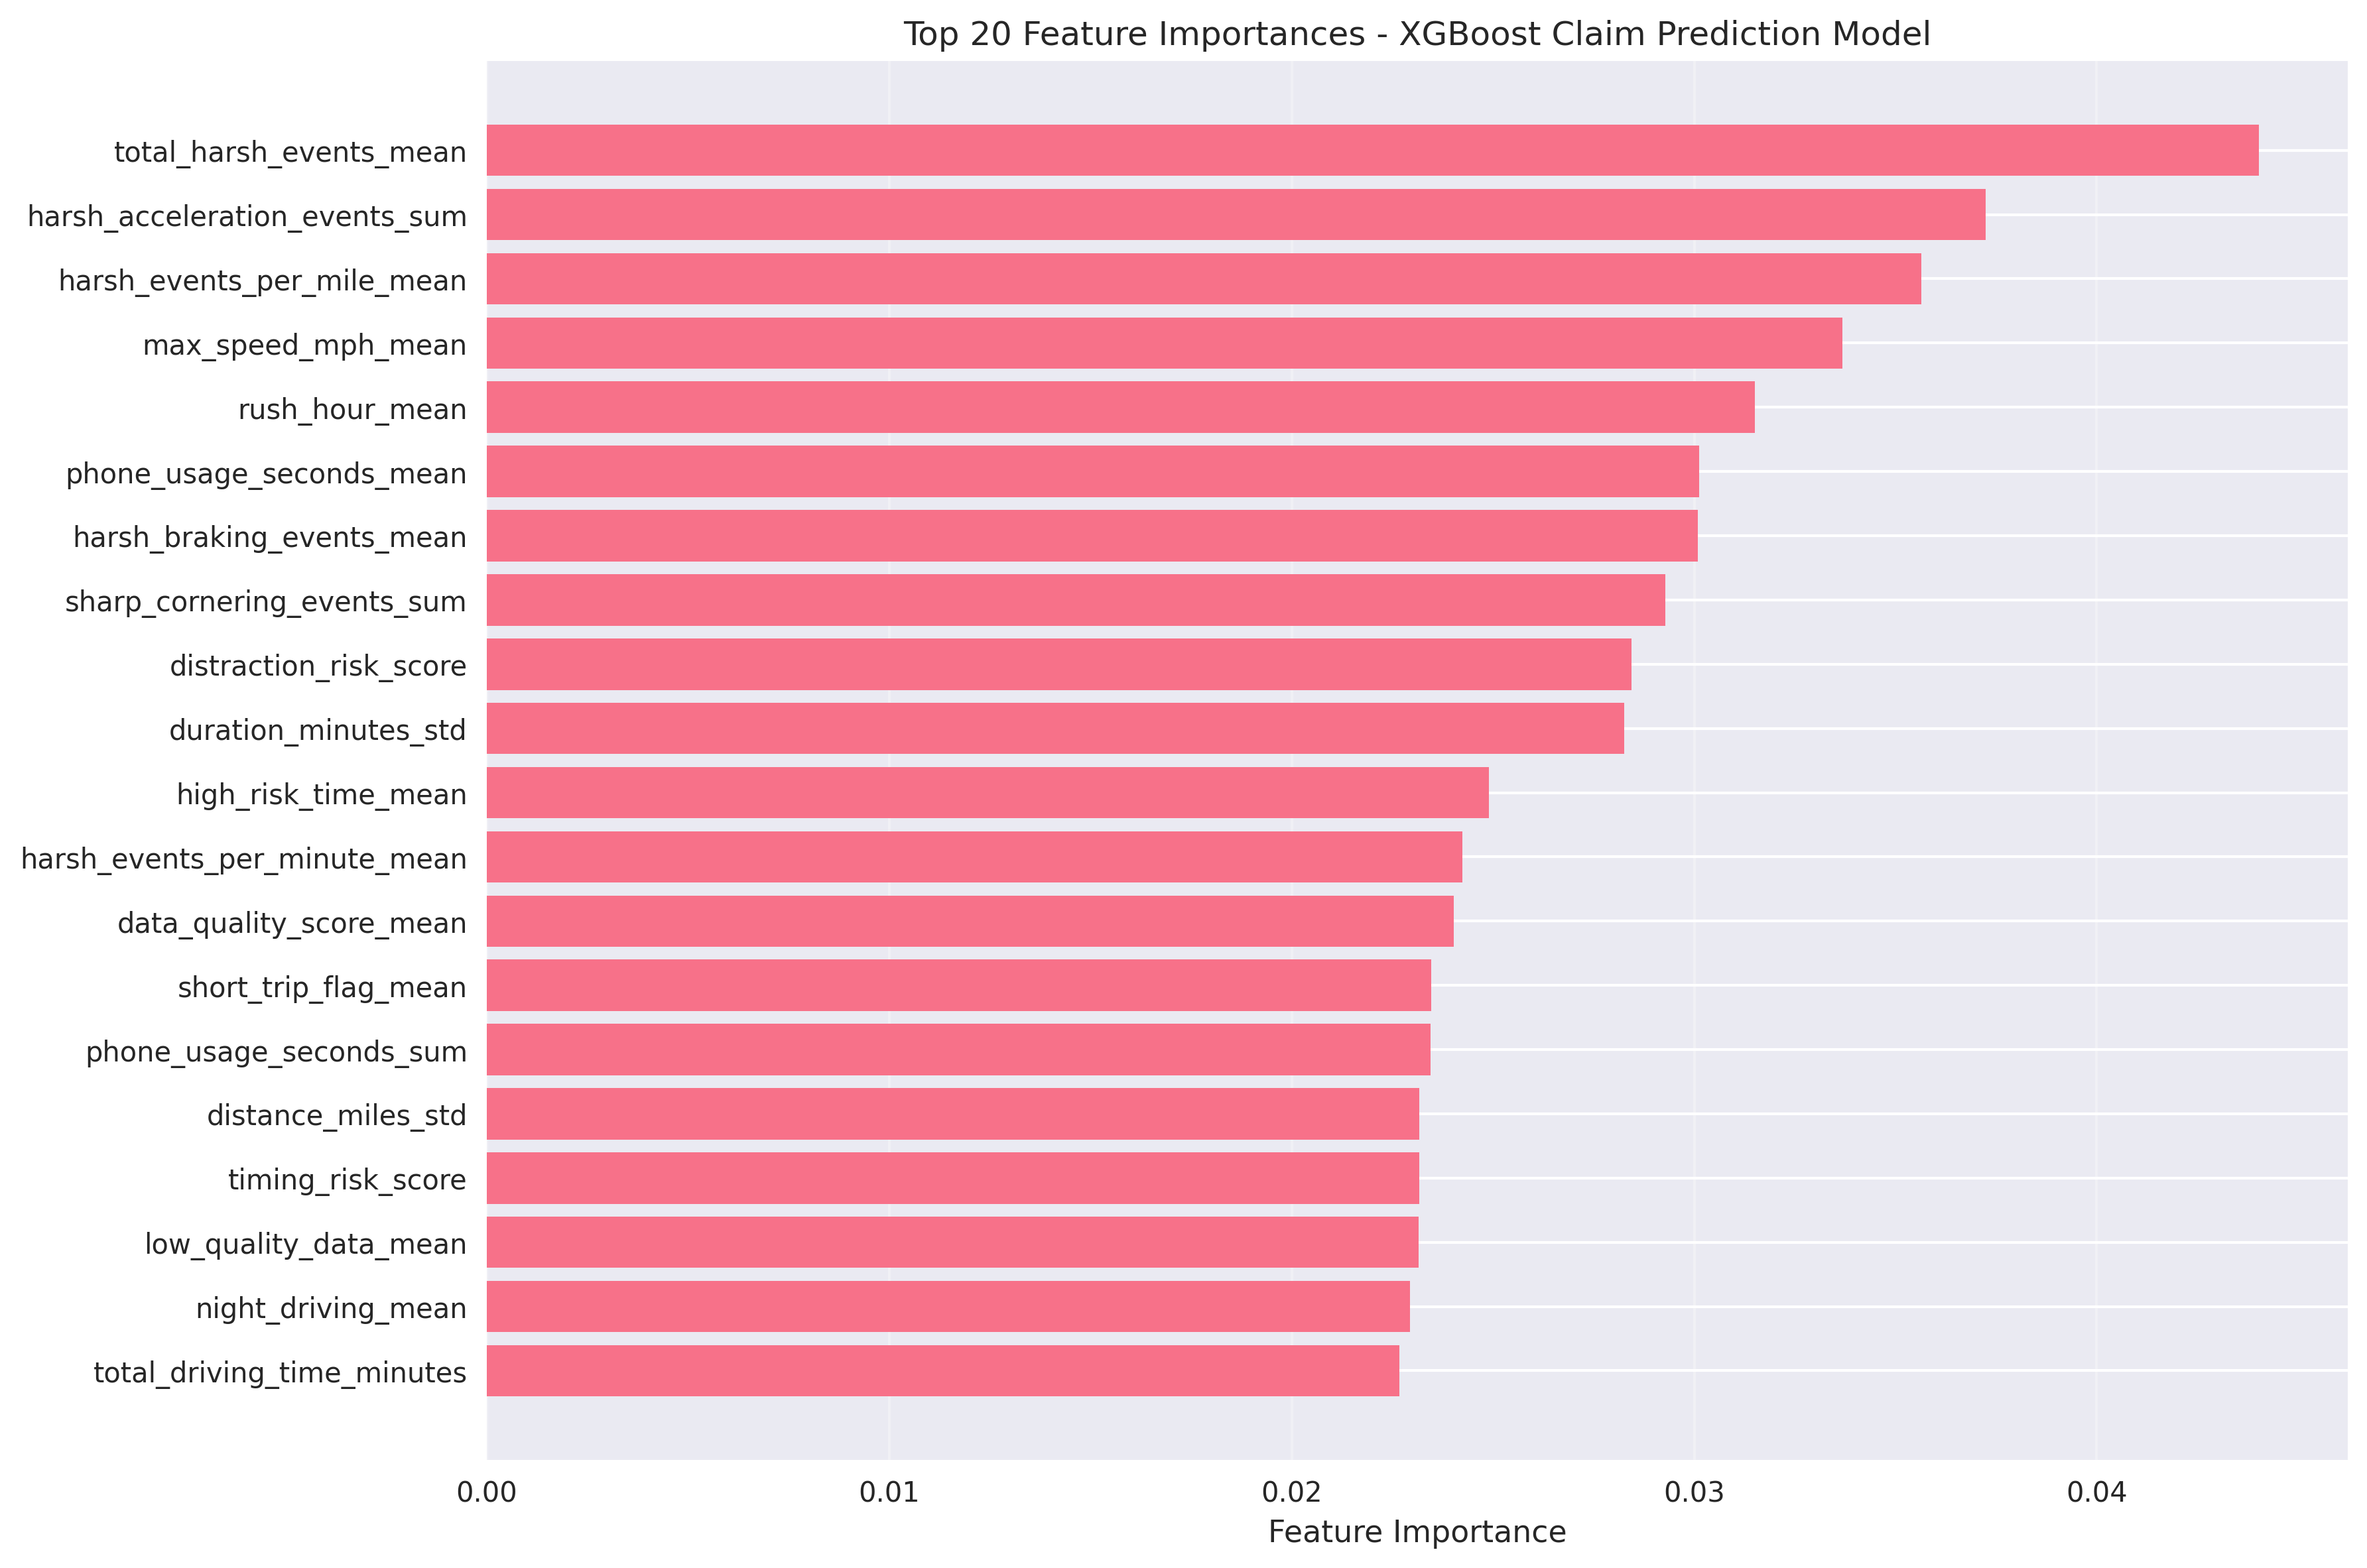 Top 20 Feature Importances - XGBoost Claim Prediction Model
total_harsh_events_mean
harsh_acceleration_events_sum
harsh_events_per_mile_mean
max_speed_mph_mean
rush_hour_mean
phone_usage_seconds_mean
harsh_braking_events_mean
sharp_cornering_events_sum
distraction_risk_score
duration_minutes_std
high_risk_time_mean
harsh_events_per_minute_mean
data_quality_score_mean
short_trip_flag_mean
phone_usage_seconds_sum
distance_miles_std
timing_risk_score
low_quality_data_mean
night_driving_mean
total_driving_time_minutes
0.00 0.01 0.02 0.03 0.04
Feature Importance